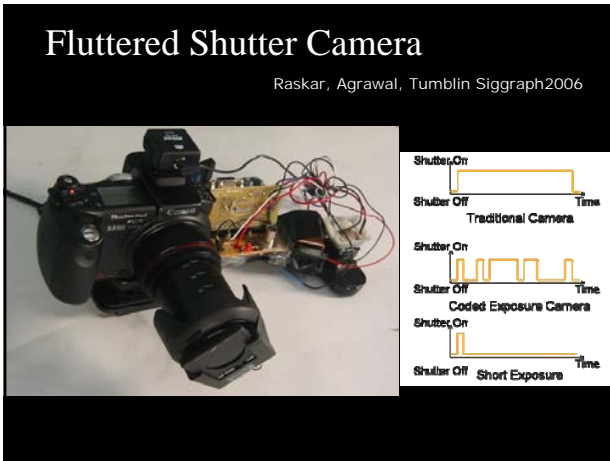 Fluttered Shutter Camera
Raskar, Agrawal, Tumblin Siggraph2006
Canon
Shutter On
Shutter Off
Time
Traditional Camera
Shutter On
Shutter Off
Time
Coded Exposure Camera
Shutter On
Shutter Off
Time
Short Exposure